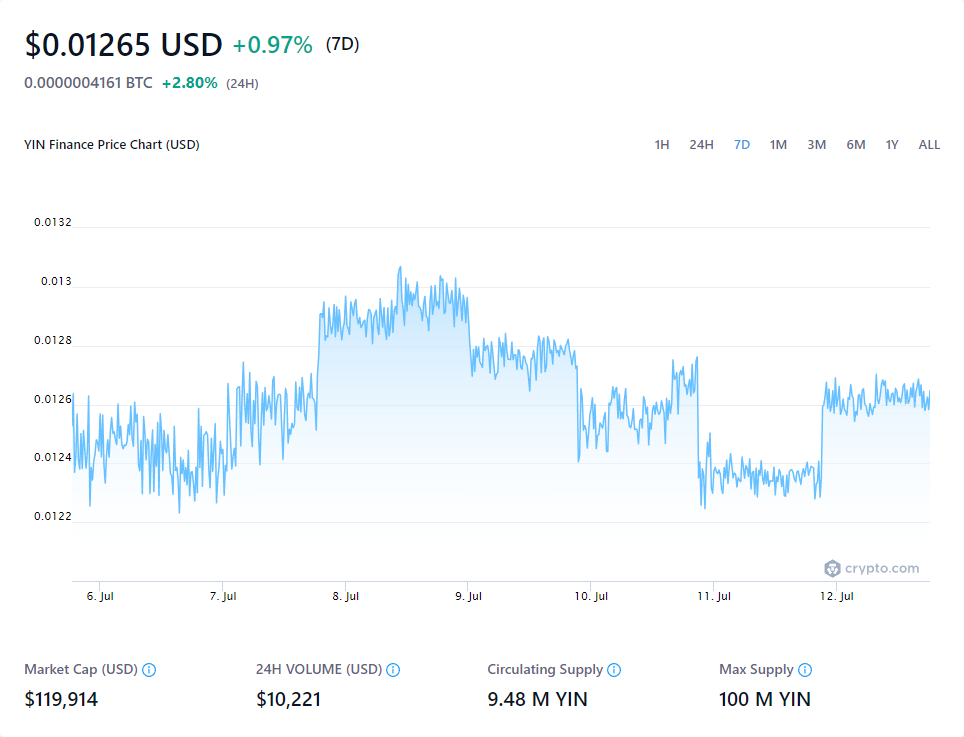 $0.01265 USD +0.97% (7D)
0.0000004161 BTC +2.80% (24H)
YIN Finance Price Chart (USD) 1H 24H 7D 1M 3M 6M 1Y ALL
0.0132
0.013
0.0128
0.0126
0.0124
0.0122
crypto.com
6. Jul 7. Jul 8. Jul 9. Jul 10. Jul 11. Jul 12. Jul
Market Cap (USD) 24H VOLUME (USD) Circulating Supply Max Supply
$119,914 $10,221 9.48 M YIN 100 M YIN